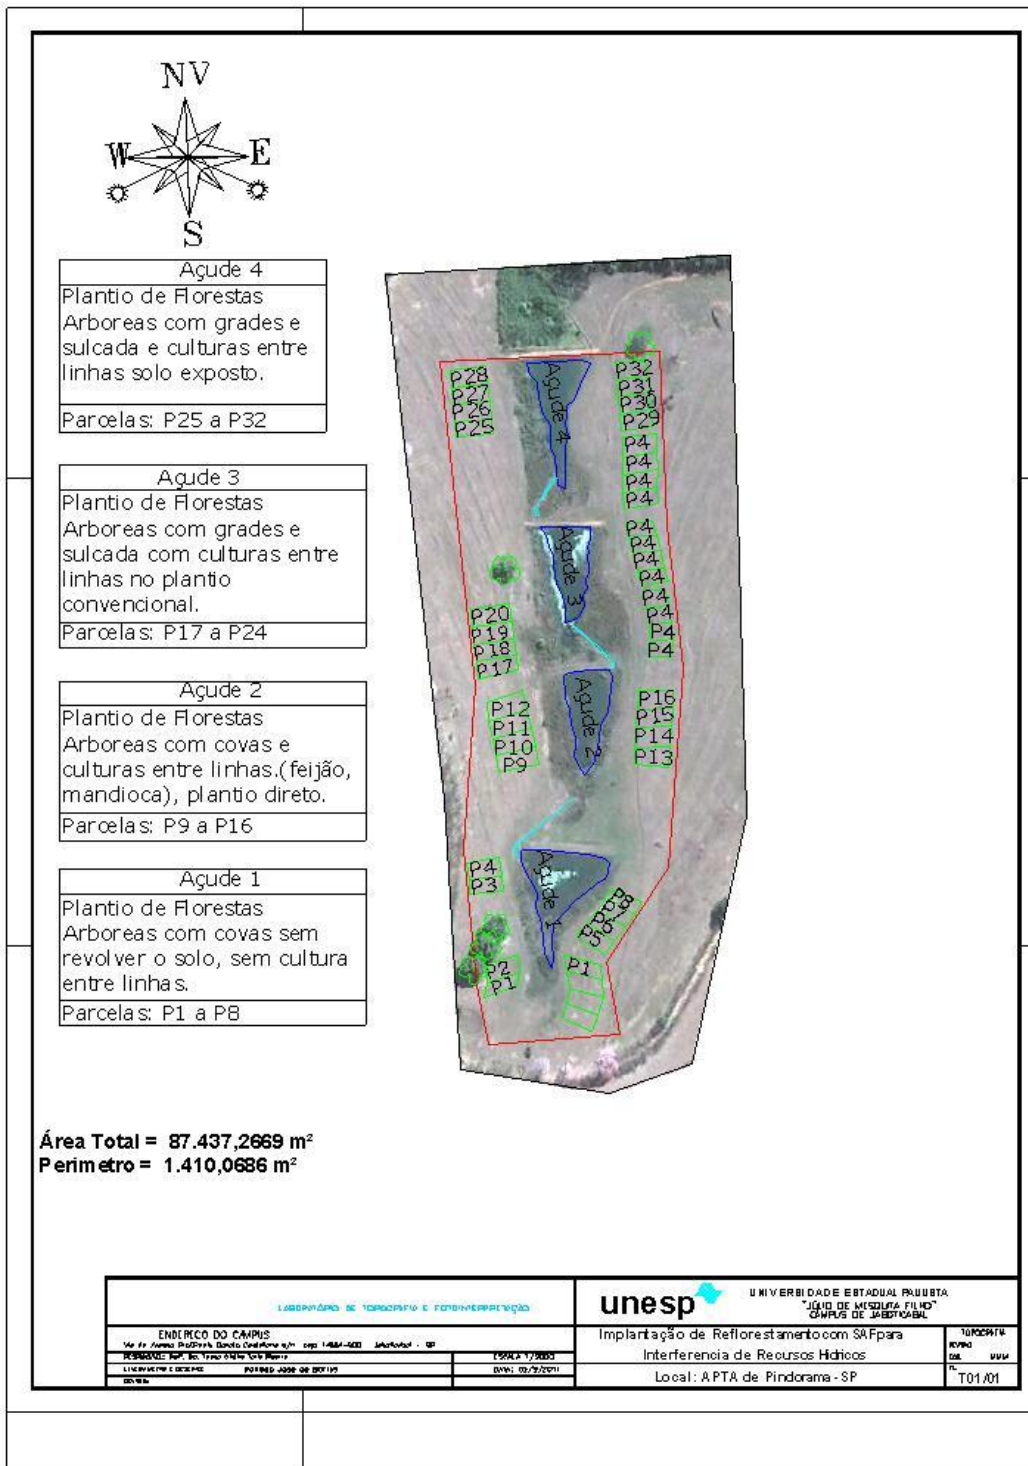 NV
W
E
S
Açude 4
Plantio de Florestas
Arboreas com grades e
sulcada e culturas entre
linhas solo exposto.
Parcelas: P25 a P32
Açude 3
Plantio de Florestas
Arboreas com grades e
sulcada com culturas entre
linhas no plantio
convencional.
Parcelas: P17 a P24
Açude 2
Plantio de Florestas
Arboreas com covas e
culturas entre linhas.(feijão,
mandioca), plantio direto.
Parcelas: P9 a P16
Açude 1
Plantio de Florestas
Arboreas com covas sem
revolver o solo, sem cultura
entre linhas.
Parcelas: P1 a P8
P28
P27
P26
P25
Açude 4
P32
P31
P30
P29
P4
P4
P4
P4
P4
P4
P4
P4
P4
P4
P4
P4
Açude 3
P20
P19
P18
P17
Açude 2
P12
P11
P10
P9
P16
P15
P14
P13
P4
P3
Açude 1
P2
P1
P1
Área Total = 87.437,2669 m²
Perimetro = 1.410,0686 m²
LABORATÓRIO DE TOPOGRAFIA E FOTOINTERPRETAÇÃO
ENDEREÇO DO CAMPUS
unesp
UNIVERSIDADE ESTADUAL PAULISTA
"JÚLIO DE MESQUITA FILHO"
CÂMPUS DE JABOTICABAL
Implantação de Reflorestamento com SAF para
Interferencia de Recursos Hidricos
Local: APTA de Pindorama - SP
TOPOGRAFIA
T01/01